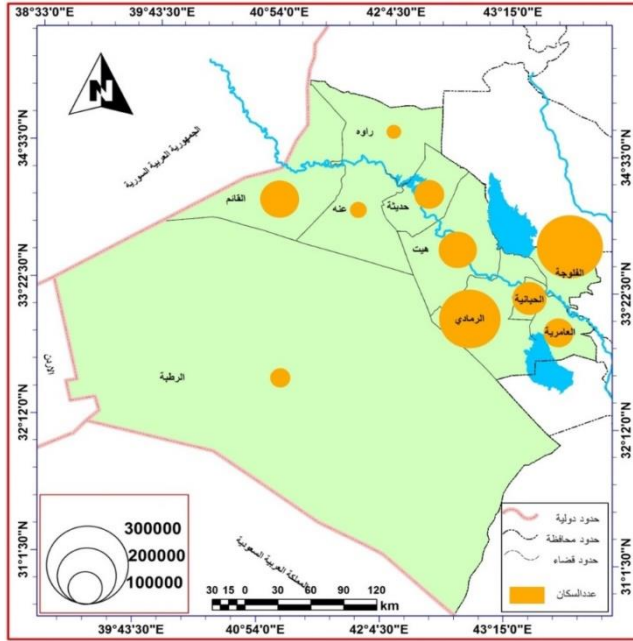 38°33'0"E 39°43'30"E 40°54'0"E 42°4'30"E 43°15'0"E
34°33'0"N
34°33'0"N
33°22'30"N
33°22'30"N
32°12'0"N
32°12'0"N
31°1'30"N
31°1'30"N
N
الجمهورية العربية السورية
راوه
القائم
عنه
حديثة
هيت
الفلوجة
الحبانية
الرمادي
العامرية
الاردن
الرطبة
المملكة العربية السعودية
300000
200000
100000
30 15 0 30 60 90 120
km
حدود دولية
حدود محافظة
حدود قضاء
عددالسكان
39°43'30"E 40°54'0"E 42°4'30"E 43°15'0"E